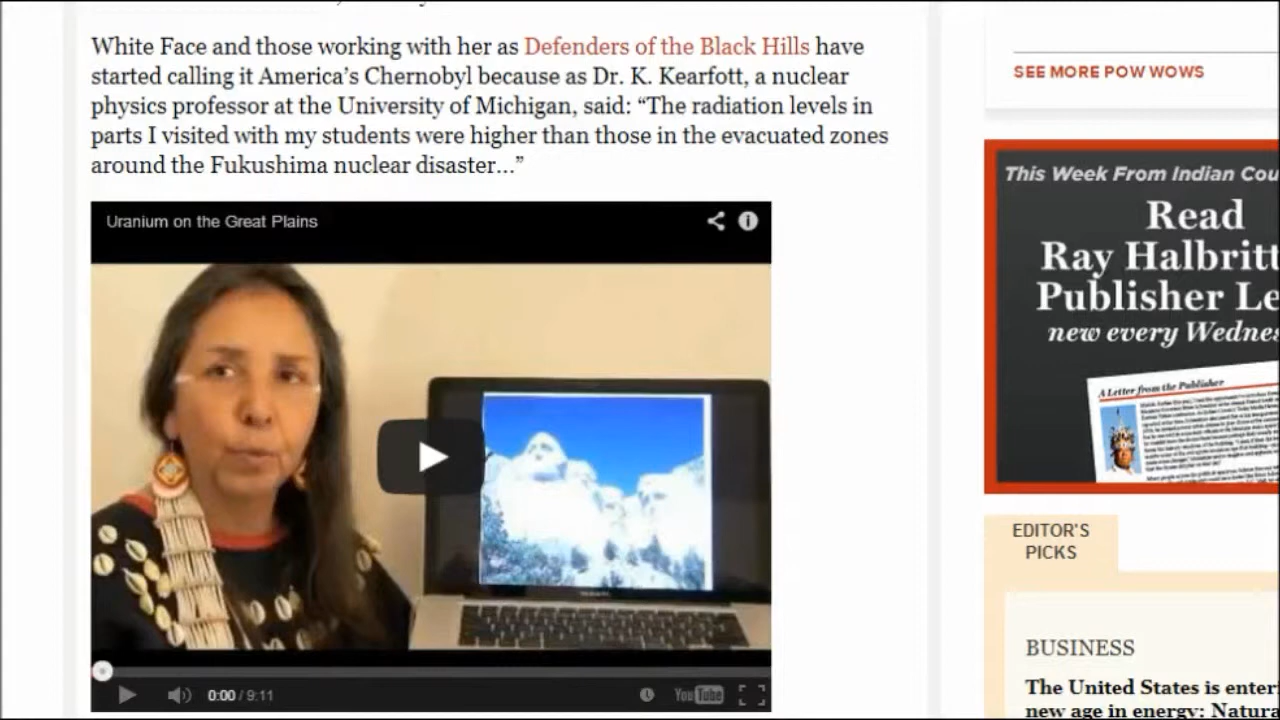 White Face and those working with her as Defenders of the Black Hills have
started calling it America's Chernobyl because as Dr. K. Kearfott, a nuclear
physics professor at the University of Michigan, said: “The radiation levels in
parts I visited with my students were higher than those in the evacuated zones
around the Fukushima nuclear disaster...”
Uranium on the Great Plains
0:00 / 9:11
YouTube
SEE MORE POW WOWS
This Week From Indian Cou
Read
Ray Halbritt
Publisher Le
new every Wednes
A Letter from the Publisher
EDITOR'S
PICKS
BUSINESS
The United States is enter
new age in energy: Natura